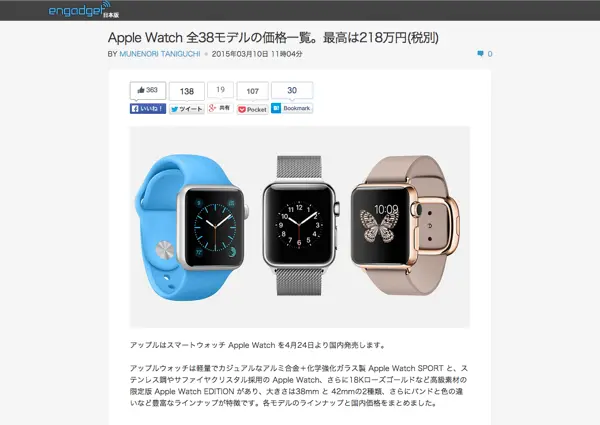 engadget 日本版
Apple Watch 全38モデルの価格一覧。最高は218万円(税別)
BY MUNENORI TANIGUCHI 2015年03月10日 11時04分 0
363 138 19 107 30
いいね! ツイート 共有 Pocket Bookmark
10:09
アップルはスマートウォッチ Apple Watch を4月24日より国内発売します。
アップルウォッチは軽量でカジュアルなアルミ合金+化学強化ガラス製 Apple Watch SPORT と、ス
テンレス鋼やサファイヤクリスタル採用の Apple Watch、さらに18Kローズゴールドなど高級素材の
限定版 Apple Watch EDITION があり、大きさは38mm と 42mmの2種類、さらにバンドと色の違
いなど豊富なラインナップが特徴です。各モデルのラインナップと国内価格をまとめました。